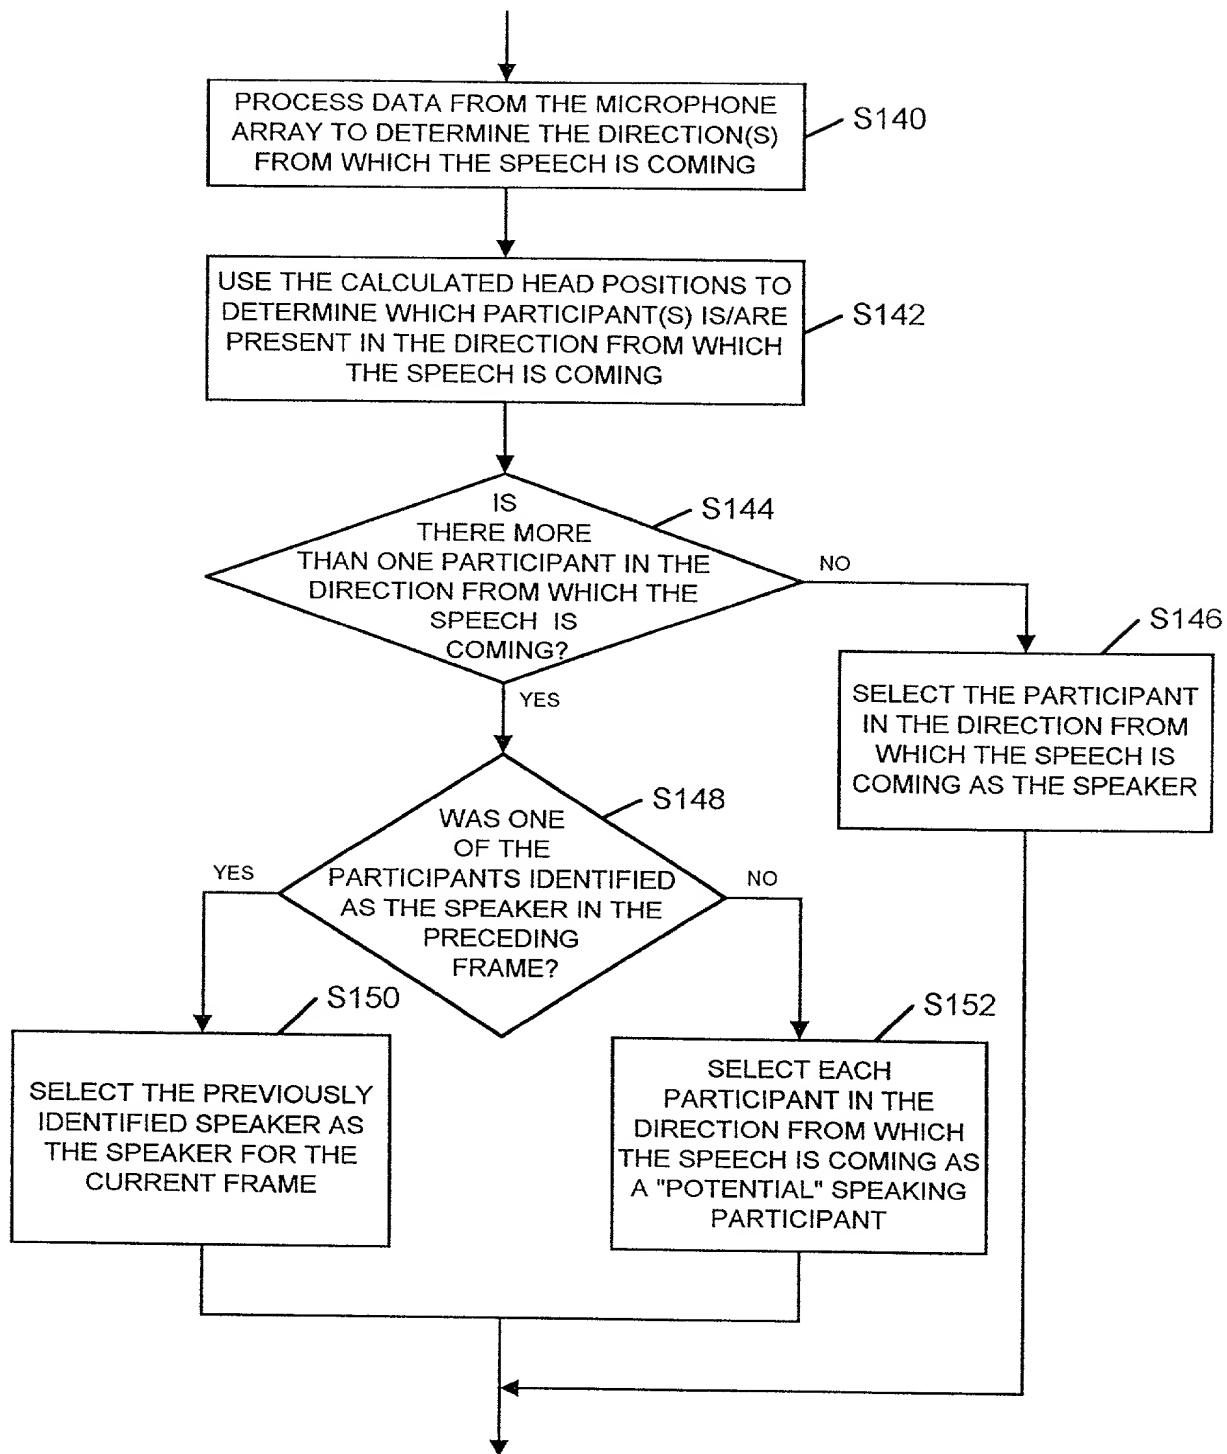 PROCESS DATA FROM THE MICROPHONE
ARRAY TO DETERMINE THE DIRECTION(S)
FROM WHICH THE SPEECH IS COMING
S140
USE THE CALCULATED HEAD POSITIONS TO
DETERMINE WHICH PARTICIPANT(S) IS/ARE
PRESENT IN THE DIRECTION FROM WHICH
THE SPEECH IS COMING
S142
IS
THERE MORE
THAN ONE PARTICIPANT IN THE
DIRECTION FROM WHICH THE
SPEECH IS
COMING?
S144
NO
YES
S146
SELECT THE PARTICIPANT
IN THE DIRECTION FROM
WHICH THE SPEECH IS
COMING AS THE SPEAKER
S148
WAS ONE
OF THE
PARTICIPANTS IDENTIFIED
AS THE SPEAKER IN THE
PRECEDING
FRAME?
YES
NO
S150
SELECT THE PREVIOUSLY
IDENTIFIED SPEAKER AS
THE SPEAKER FOR THE
CURRENT FRAME
S152
SELECT EACH
PARTICIPANT IN THE
DIRECTION FROM WHICH
THE SPEECH IS COMING AS
A "POTENTIAL" SPEAKING
PARTICIPANT